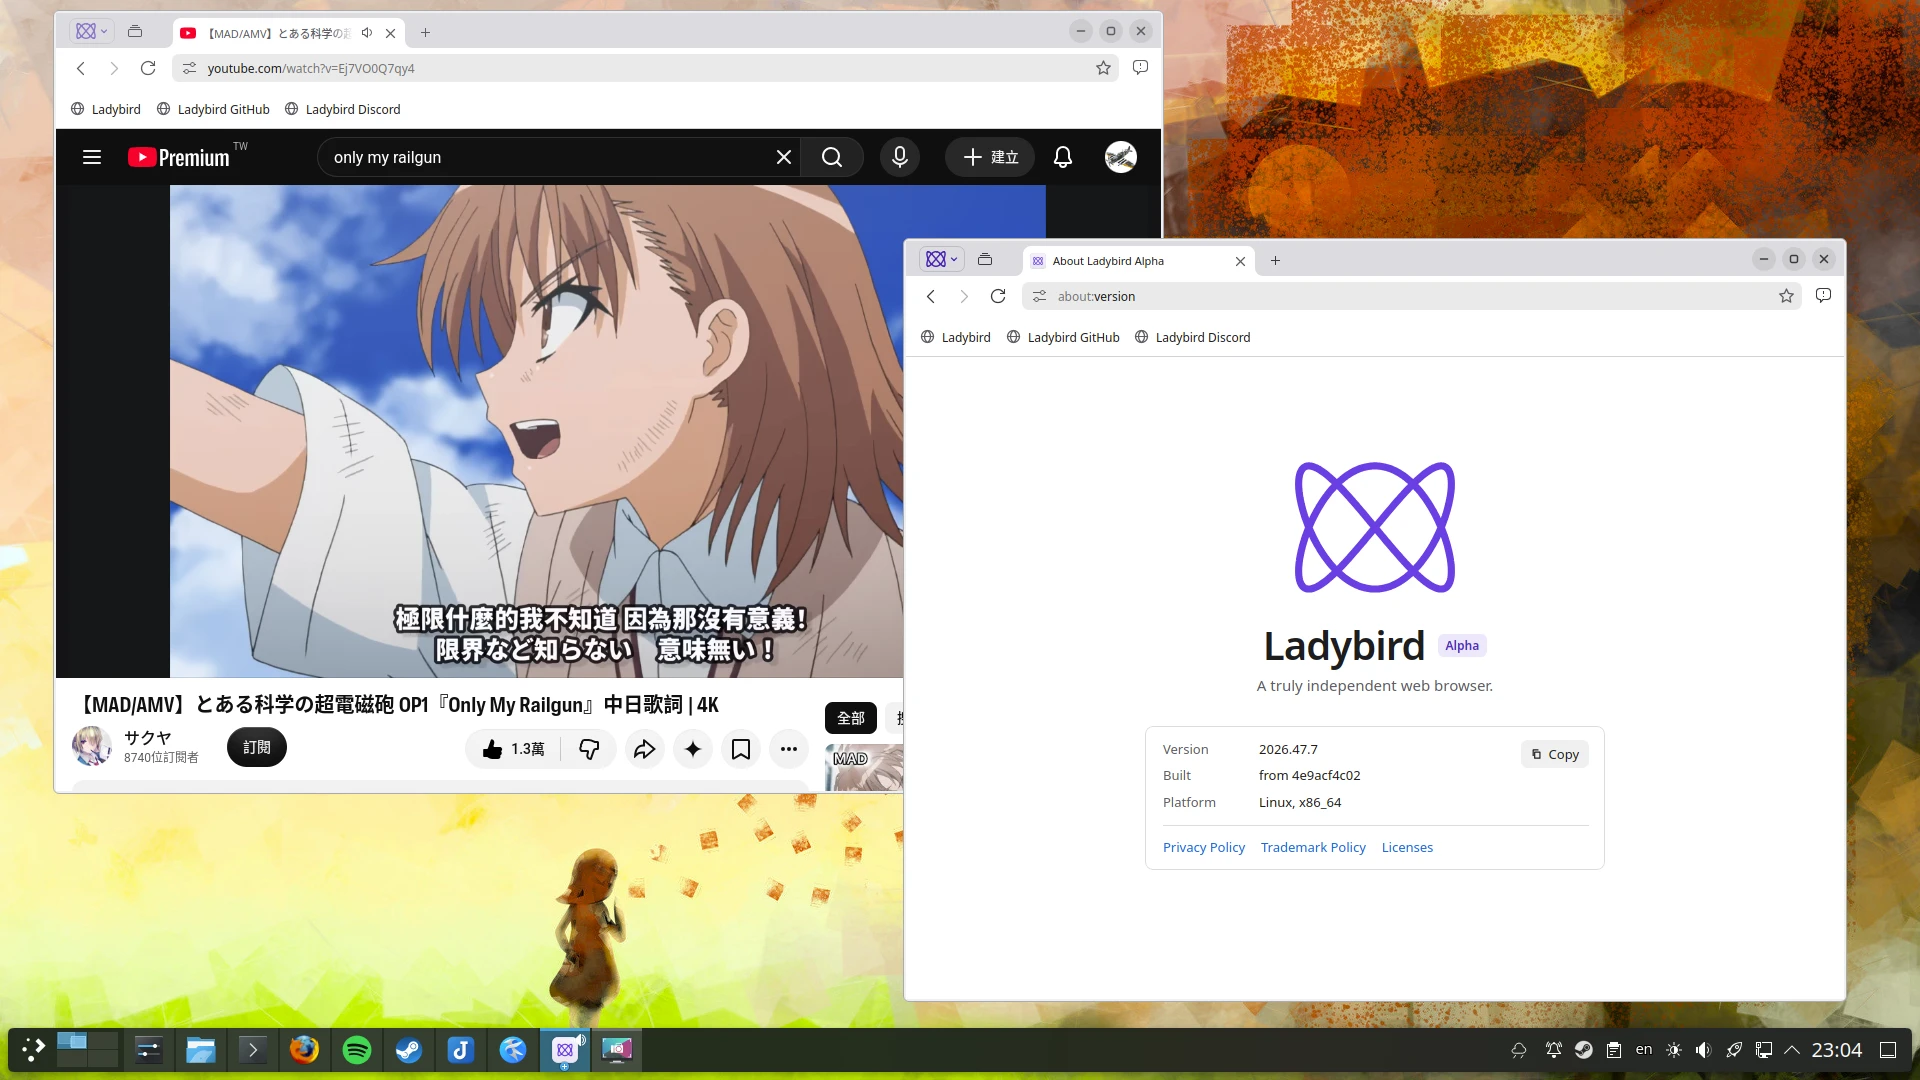 【MAD/AMV】とある科学の超
youtube.com/watch?v=Ej7VO0Q7qy4
Ladybird
Ladybird GitHub
Ladybird Discord
Premium TW
only my railgun
建立
極限什麼的我不知道 因為那沒有意義!
限界など知らない 意味無い!
【MAD/AMV】とある科学の超電磁砲 OP1『Only My Railgun』中日歌詞 | 4K
サクヤ
8740位訂閱者
訂閱
1.3萬
全部
MAD
About Ladybird Alpha
about:version
Ladybird
Ladybird GitHub
Ladybird Discord
Ladybird Alpha
A truly independent web browser.
Version 2026.47.7
Copy
Built from 4e9acf4c02
Platform Linux, x86_64
Privacy Policy Trademark Policy Licenses
en
23:04